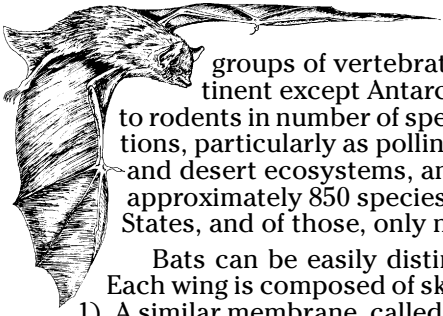 groups of vertebrat
tinent except Antarc
to rodents in number of spe
tions, particularly as pollin
and desert ecosystems, an
approximately 850 species
States, and of those, only n
Bats can be easily distin
Each wing is composed of sk
1). A similar membrane, called